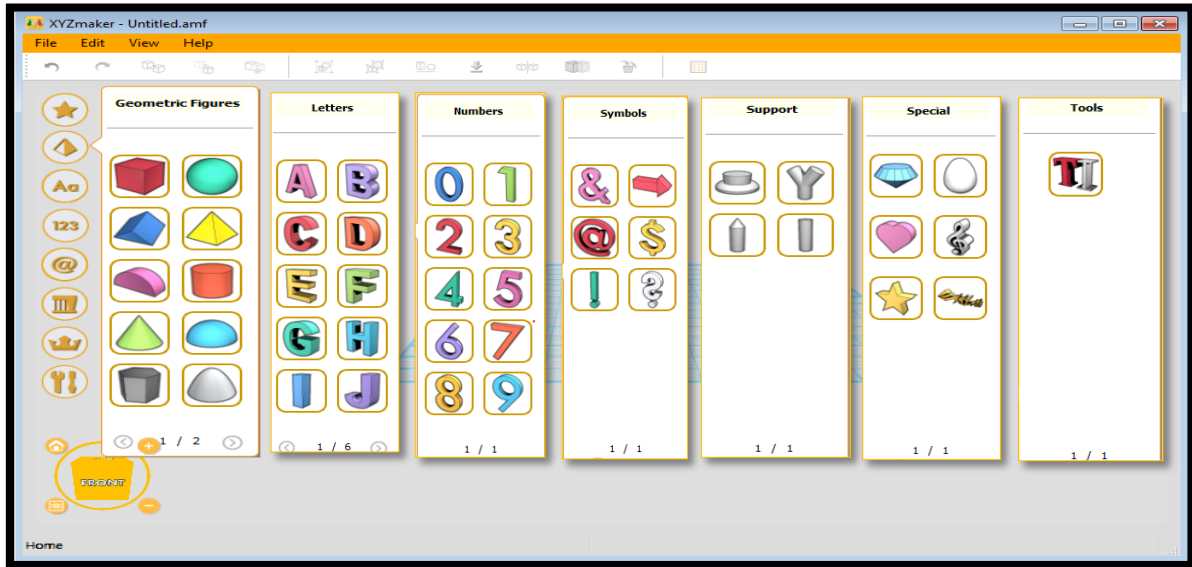 XYZmaker - Untitled.amf
File Edit View Help
Geometric Figures
Letters
Numbers
Symbols
Support
Special
Tools
Aa
123
@
A B
C D
E F
G H
I J
0 1
2 3
4 5
6 7
8 9
&
@ $
! ?
T I
1 / 2
1 / 6
1 / 1
1 / 1
1 / 1
1 / 1
1 / 1
FRONT
Home